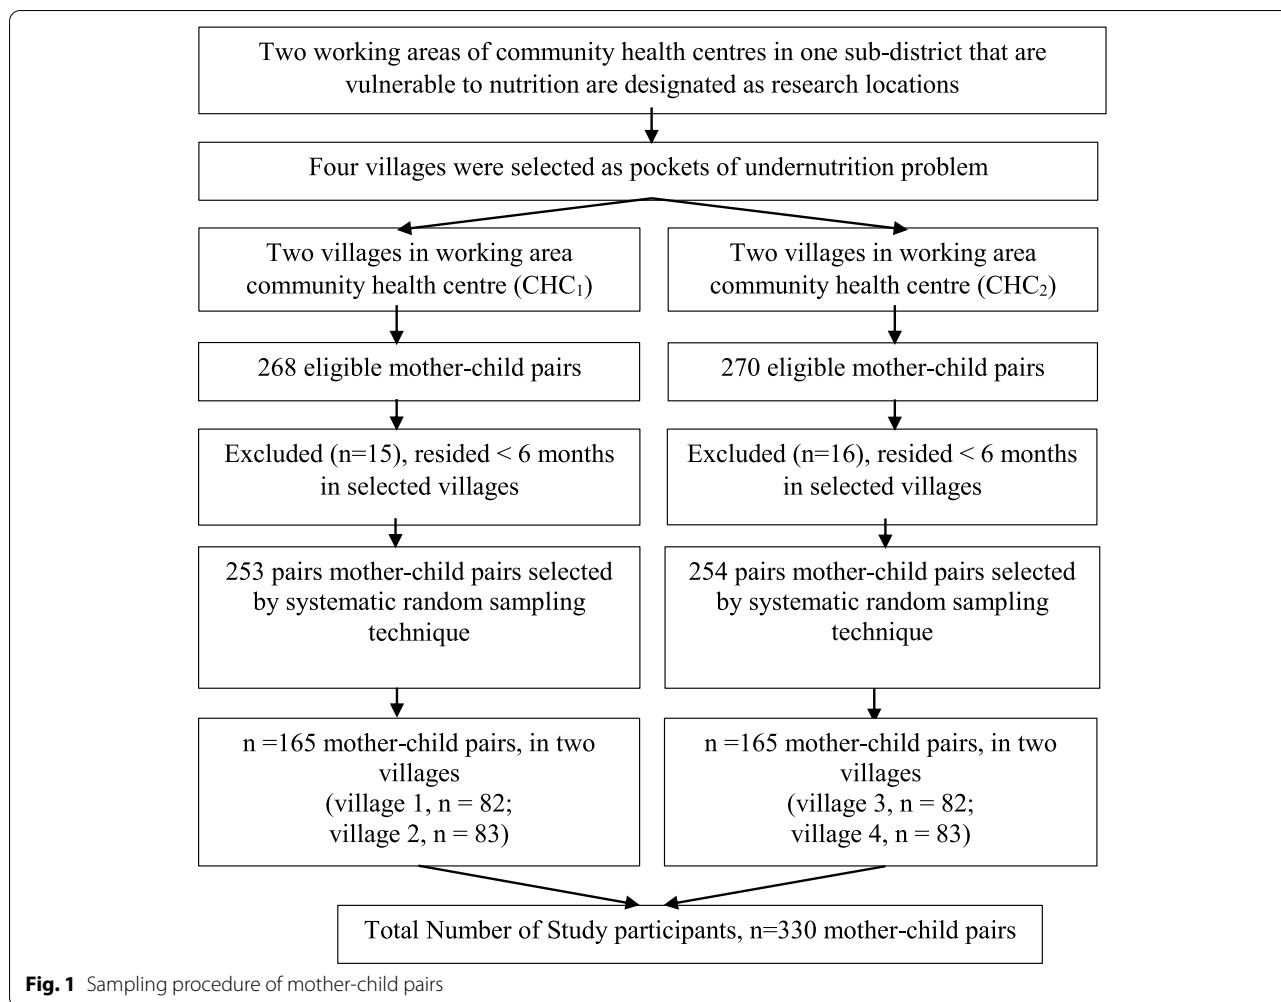 Two working areas of community health centres in one sub-district that are
vulnerable to nutrition are designated as research locations
Four villages were selected as pockets of undernutrition problem
Two villages in working area
community health centre (CHC₁)
Two villages in working area
community health centre (CHC₂)
268 eligible mother-child pairs
270 eligible mother-child pairs
Excluded (n=15), resided < 6 months
in selected villages
Excluded (n=16), resided < 6 months
in selected villages
253 pairs mother-child pairs selected
by systematic random sampling
technique
254 pairs mother-child pairs selected
by systematic random sampling
technique
n =165 mother-child pairs, in two
villages
(village 1, n = 82;
village 2, n = 83)
n =165 mother-child pairs, in two
villages
(village 3, n = 82;
village 4, n = 83)
Total Number of Study participants, n=330 mother-child pairs
Fig. 1 Sampling procedure of mother-child pairs